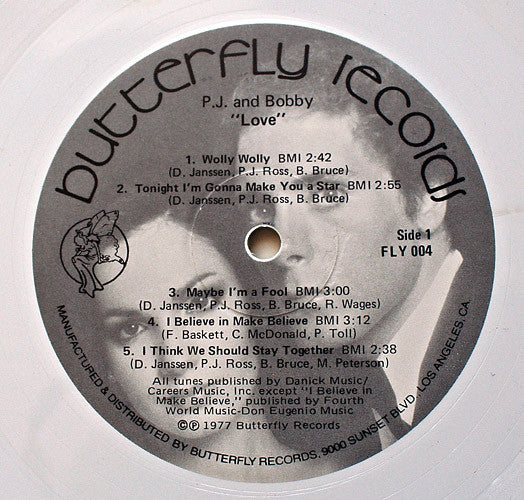 butterfly records
P.J. and Bobby
"Love"
1. Wolly Wolly BMI 2:42
(D. Janssen, P.J. Ross, B. Bruce)
2. Tonight I'm Gonna Make You a Star BMI 2:55
(D. Janssen, P.J. Ross, B. Bruce)
Side 1
FLY 004
3. Maybe I'm a Fool BMI 3:00
(D. Janssen, P.J. Ross, B. Bruce, R. Wages)
4. I Believe in Make Believe BMI 3:12
(F. Baskett, C. McDonald, P. Toll)
5. I Think We Should Stay Together BMI 2:38
(D. Janssen, P.J. Ross, B. Bruce, M. Peterson)
All tunes published by Danick Music/
Careers Music, Inc. except "I Believe in
Make Believe," published by Fourth
World Music-Don Eugenio Music
©℗ 1977 Butterfly Records
MANUFACTURED & DISTRIBUTED BY BUTTERFLY RECORDS, 9000 SUNSET BLVD. LOS ANGELES, CA.